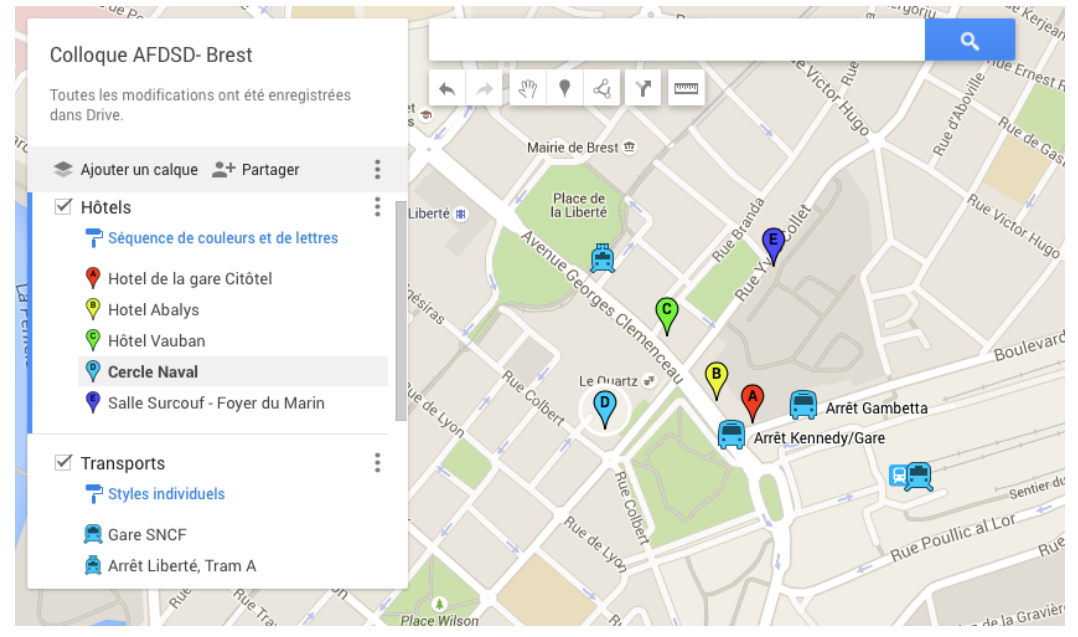 Colloque AFDSD- Brest
Toutes les modifications ont été enregistrées
dans Drive.
Ajouter un calque
Partager
Hôtels
Séquence de couleurs et de lettres
A
Hotel de la gare Citôtel
B
Hotel Abalys
C
Hôtel Vauban
D
Cercle Naval
E
Salle Surcouf - Foyer du Marin
Transports
Styles individuels
Gare SNCF
Arrêt Liberté, Tram A
Rue Victor Hugo
Rue d'Aboville
Rue Ernest
Mairie de Brest
Place de
la Liberté
Liberté
Rue Branda
Rue Victor Hugo
Avenue Georges Clemenceau
E
C
Boulevard
Le Quartz
B
D
A
Arrêt Gambetta
Rue Colbert
Rue de Lyon
Arrêt Kennedy/Gare
Rue Colbert
Sentier du
Rue de Lyon
Rue Poullic al Lor
Rue
Rue
Place Wilson
de la Gravière